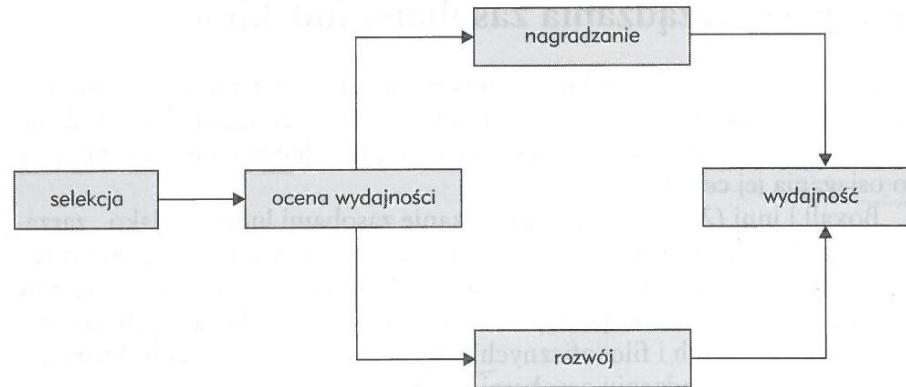 nagradzanie
selekcja
ocena wydajności
wydajność
rozwój